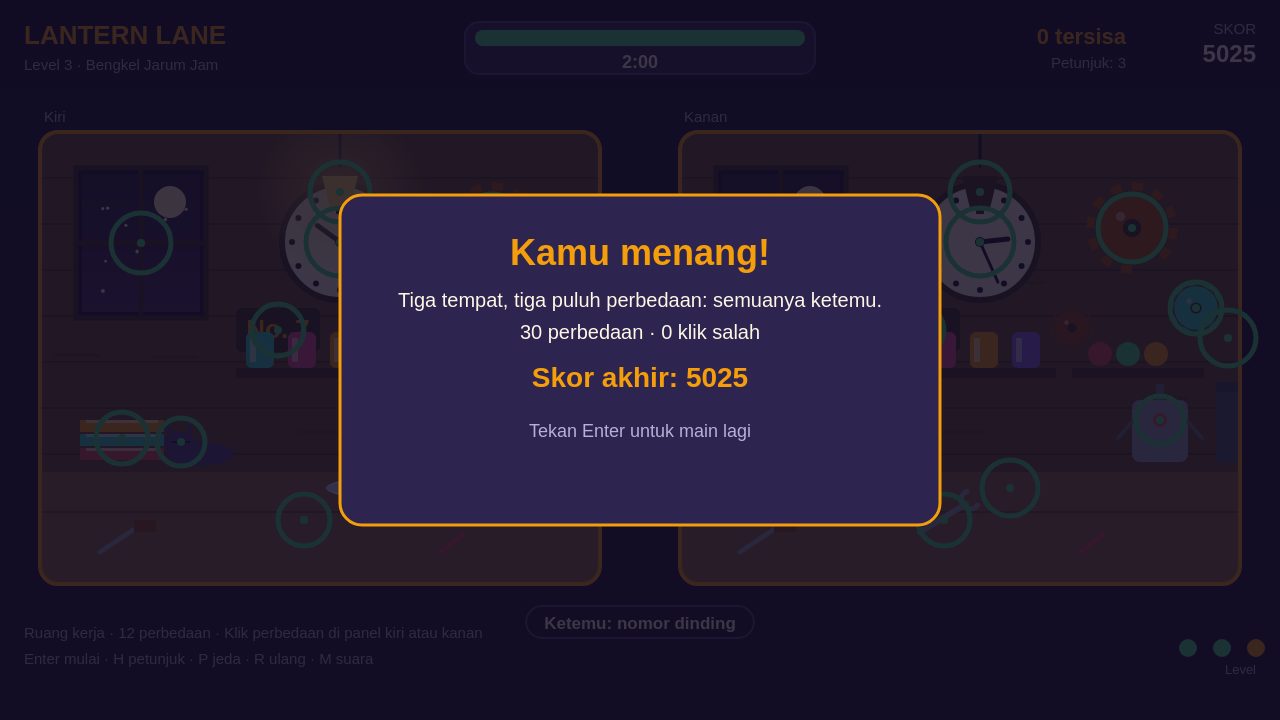 LANTERN LANE
Level 3 · Bengkel Jarum Jam
2:00
0 tersisa
Petunjuk: 3
SKOR
5025
Kiri
Kanan
No. 7
Kamu menang!
Tiga tempat, tiga puluh perbedaan: semuanya ketemu.
30 perbedaan · 0 klik salah
Skor akhir: 5025
Tekan Enter untuk main lagi
Ketemu: nomor dinding
Ruang kerja · 12 perbedaan · Klik perbedaan di panel kiri atau kanan
Enter mulai · H petunjuk · P jeda · R ulang · M suara
Level